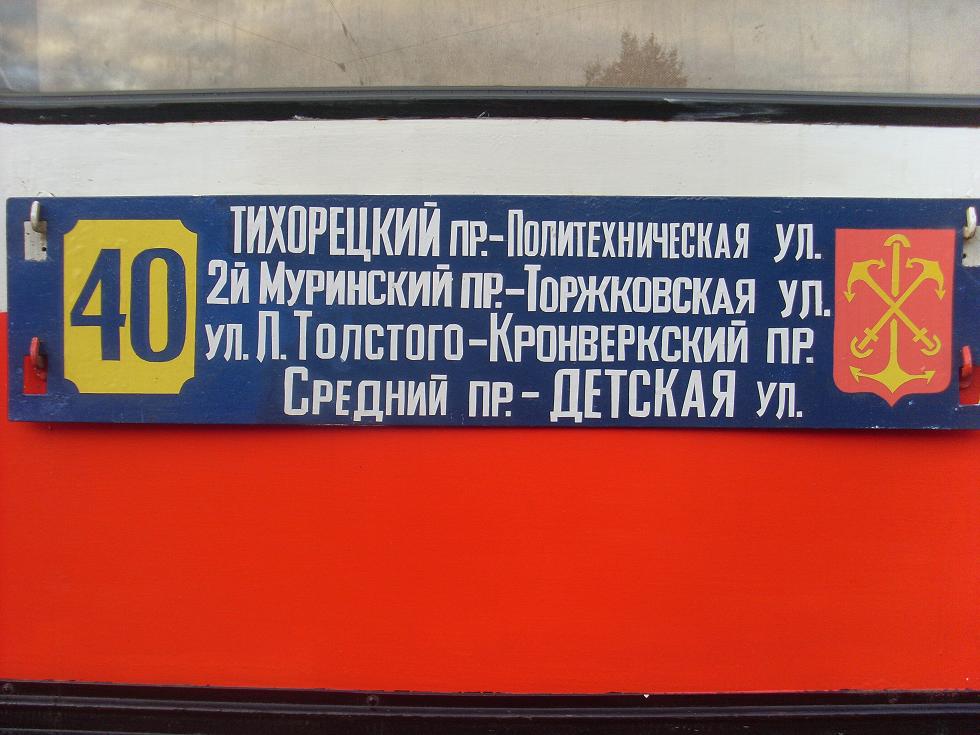 40
ТИХОРЕЦКИЙ ПР.-ПОЛИТЕХНИЧЕСКАЯ УЛ.
2Й МУРИНСКИЙ ПР.-ТОРЖКОВСКАЯ УЛ.
УЛ. Л. ТОЛСТОГО-КРОНВЕРКСКИЙ ПР.
СРЕДНИЙ ПР. - ДЕТСКАЯ УЛ.